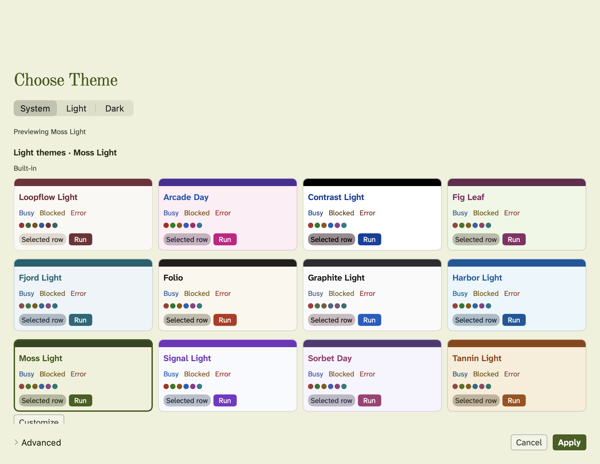 Choose Theme
System Light Dark
Previewing Moss Light
Light themes · Moss Light
Built-in
Loopflow Light
Busy Blocked Error
Selected row Run
Arcade Day
Busy Blocked Error
Selected row Run
Contrast Light
Busy Blocked Error
Selected row Run
Fig Leaf
Busy Blocked Error
Selected row Run
Fjord Light
Busy Blocked Error
Selected row Run
Folio
Busy Blocked Error
Selected row Run
Graphite Light
Busy Blocked Error
Selected row Run
Harbor Light
Busy Blocked Error
Selected row Run
Moss Light
Busy Blocked Error
Selected row Run
Signal Light
Busy Blocked Error
Selected row Run
Sorbet Day
Busy Blocked Error
Selected row Run
Tannin Light
Busy Blocked Error
Selected row Run
Customize
Advanced
Cancel Apply